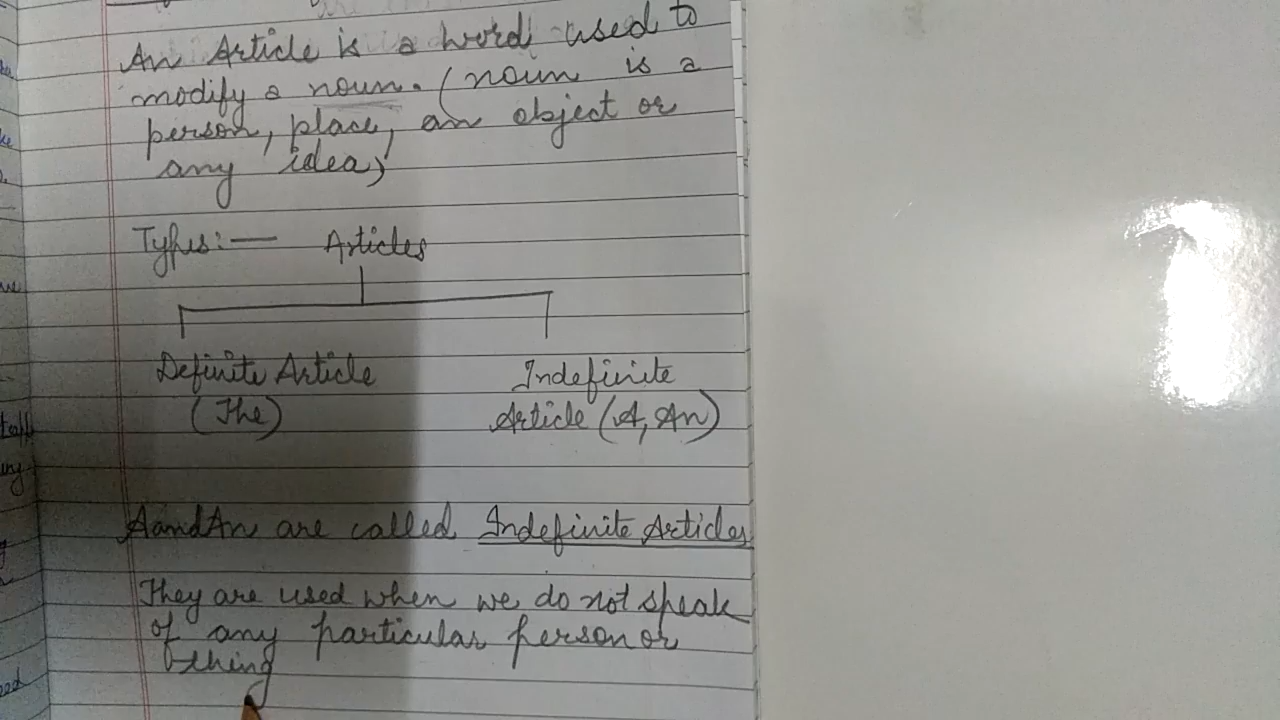 An Article is a word used to
modify a noun. (noun is a
person, place, an object or
any idea)
Types:— Articles
Definite Article
(The)
Indefinite
Article (A, An)
A and An are called Indefinite Articles
They are used when we do not speak
of any particular person or
thing